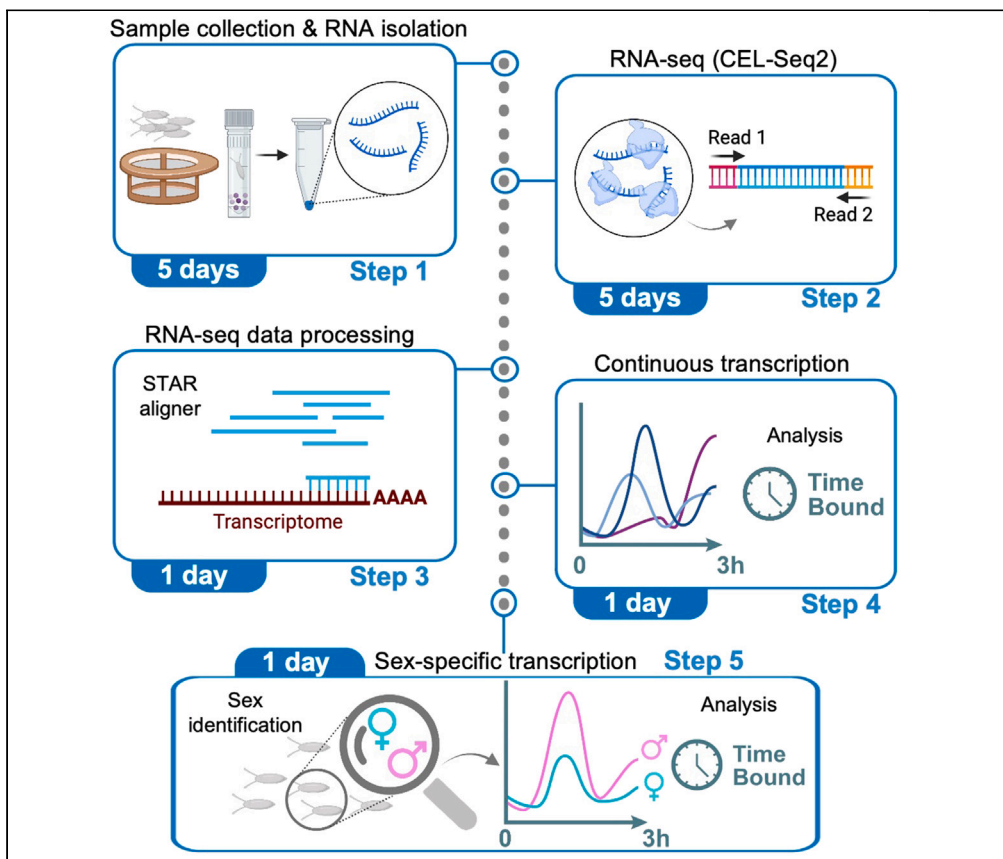 Sample collection & RNA isolation
5 days
Step 1
RNA-seq (CEL-Seq2)
Read 1
Read 2
5 days
Step 2
RNA-seq data processing
STAR
aligner
AAAA
Transcriptome
1 day
Step 3
Continuous transcription
Analysis
Time
Bound
0
3h
1 day
Step 4
1 day
Sex-specific transcription
Step 5
Sex
identification
Analysis
Time
Bound
♀
♂
♂
♀
0
3h